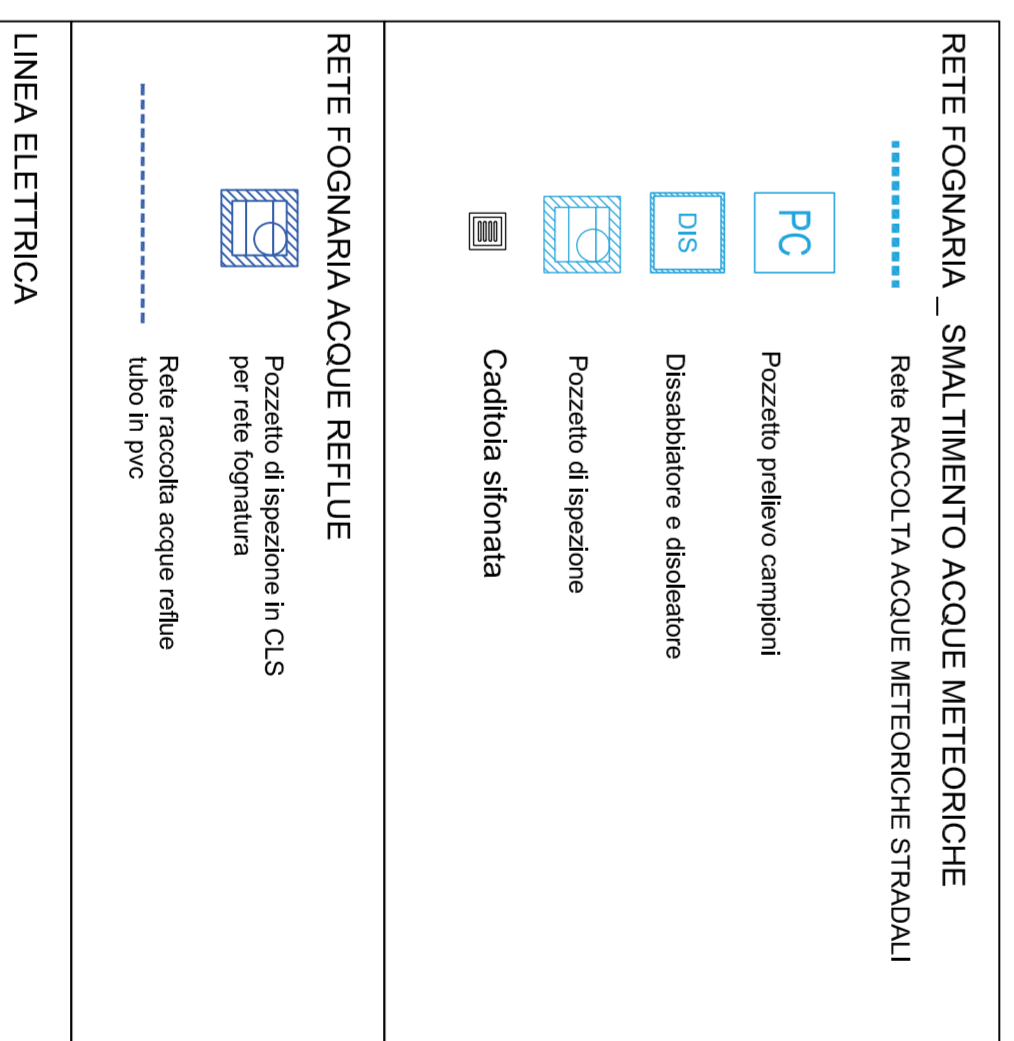 RETE FOGNARIA _ SMALTIMENTO ACQUE METEORICHE
Rete RACCOLTA ACQUE METEORICHE STRADALI
PC
Pozzetto prelievo campioni
DIS
Dissabbiatore e disoleatore
Pozzetto di ispezione
Caditoia sifonata
RETE FOGNARIA ACQUE REFLUE
Pozzetto di ispezione in CLS
per rete fognatura
Rete raccolta acque reflue
tubo in pvc
LINEA ELETTRICA